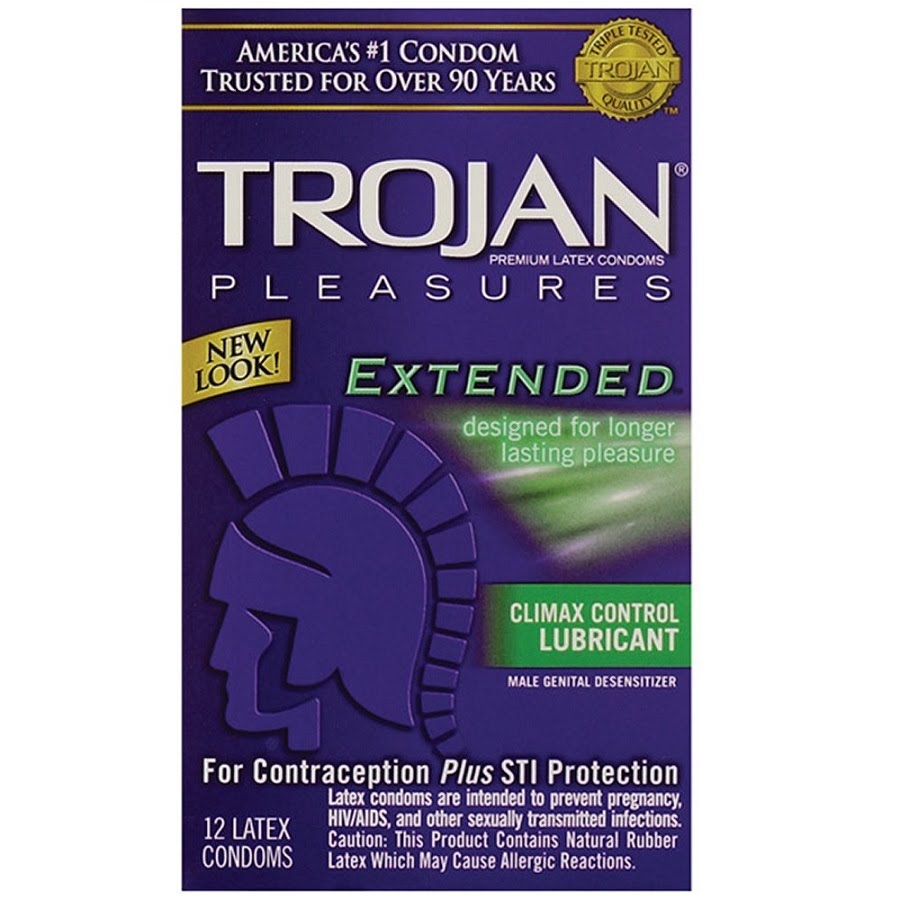 AMERICA'S #1 CONDOM
TRUSTED FOR OVER 90 YEARS
TRIPLE TESTED
TROJAN
QUALITY
™
TROJAN®
PREMIUM LATEX CONDOMS
PLEASURES
NEW
LOOK!
EXTENDED™
designed for longer
lasting pleasure
CLIMAX CONTROL
LUBRICANT
MALE GENITAL DESENSITIZER
®
For Contraception Plus STI Protection
Latex condoms are intended to prevent pregnancy,
HIV/AIDS, and other sexually transmitted infections.
Caution: This Product Contains Natural Rubber
Latex Which May Cause Allergic Reactions.
12 LATEX
CONDOMS